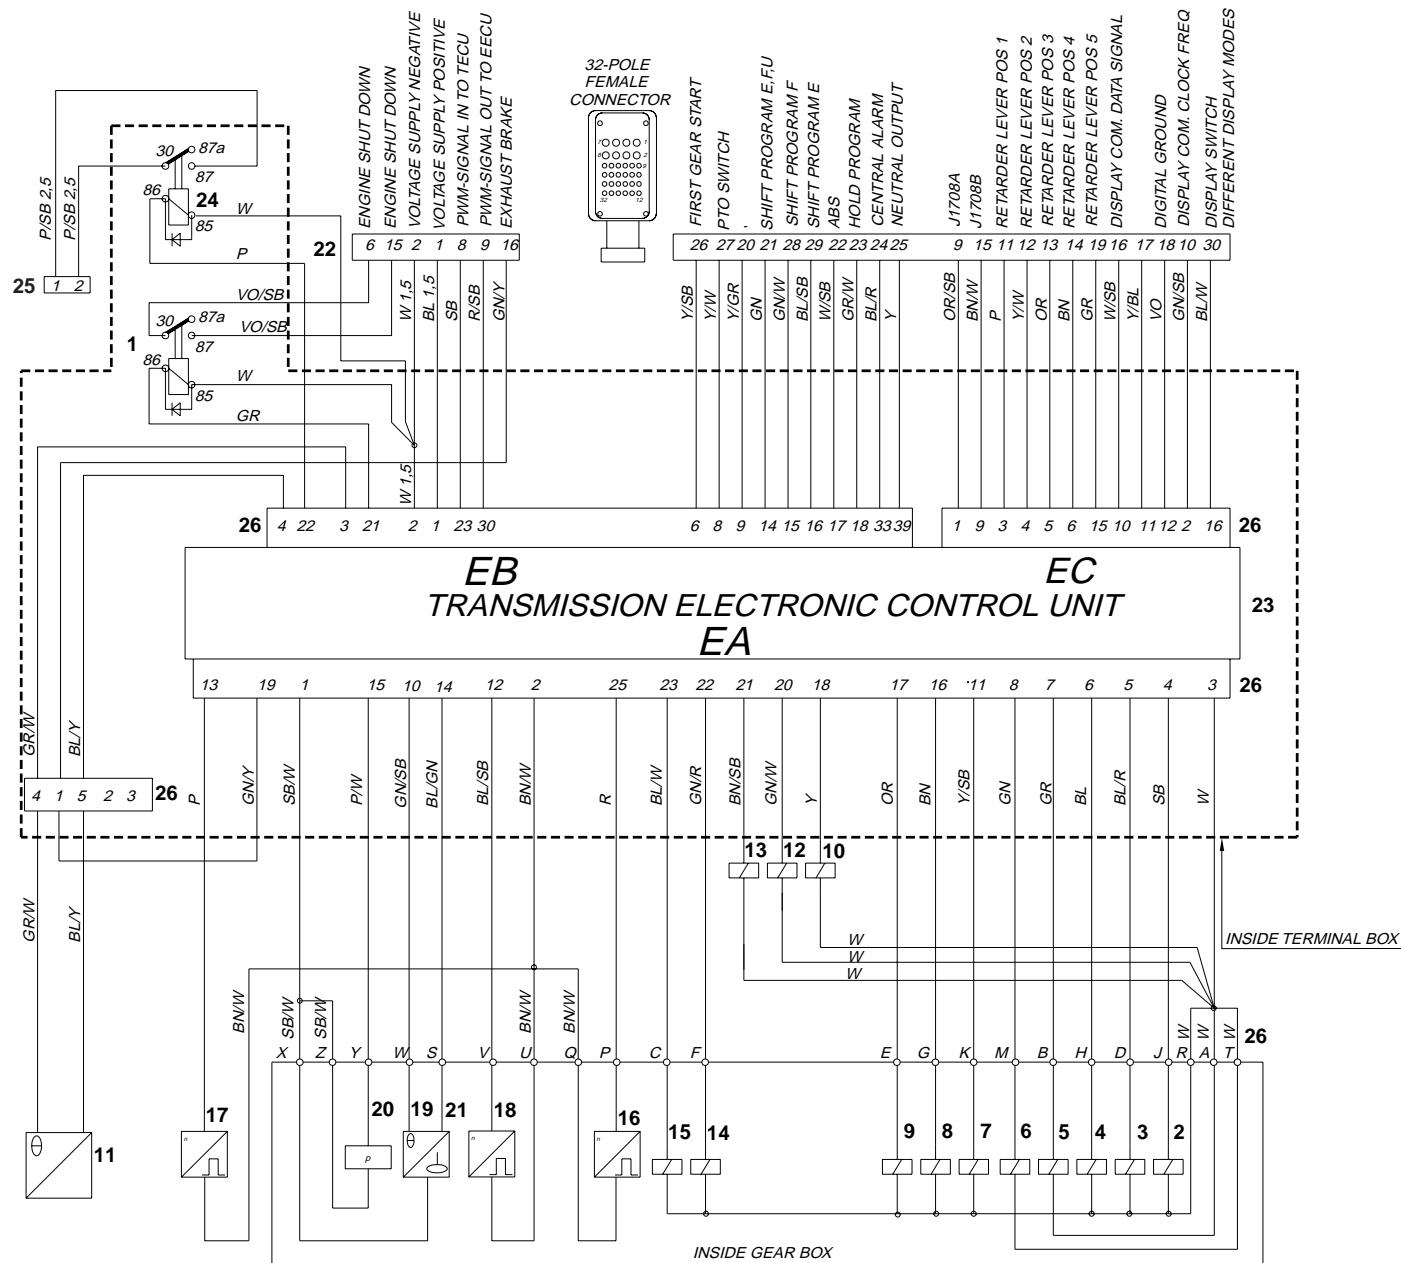 32-POLE
FEMALE
CONNECTOR
7 1
8 2
9
32 12
ENGINE SHUT DOWN
ENGINE SHUT DOWN
VOLTAGE SUPPLY NEGATIVE
VOLTAGE SUPPLY POSITIVE
PWM-SIGNAL IN TO TECU
PWM-SIGNAL OUT TO EECU
EXHAUST BRAKE
FIRST GEAR START
PTO SWITCH
SHIFT PROGRAM E,F,U
SHIFT PROGRAM F
SHIFT PROGRAM E
ABS
HOLD PROGRAM
CENTRAL ALARM
NEUTRAL OUTPUT
J1708A
J1708B
RETARDER LEVER POS 1
RETARDER LEVER POS 2
RETARDER LEVER POS 3
RETARDER LEVER POS 4
RETARDER LEVER POS 5
DISPLAY COM. DATA SIGNAL
DIGITAL GROUND
DISPLAY COM. CLOCK FREQ
DISPLAY SWITCH
DIFFERENT DISPLAY MODES
22 6 15 2 1 8 9 16
26 27 20 21 28 29 22 23 24 25
9 15 11 12 13 14 19 16 17 18 10 30
P/SB 2,5
P/SB 2,5
25 1 2
30 87a
87
86 24
85
W
P
VO/SB
30 87a
VO/SB
87
1
86
85
W
GR
W 1,5
BL 1,5
SB
R/SB
GN/Y
W 1,5
Y/SB
Y/W
Y/GR
GN
GN/W
BL/SB
W/SB
GR/W
BL/R
Y
OR/SB
BN/W
P
Y/W
OR
BN
GR
W/SB
Y/BL
VO
GN/SB
BL/W
26 4 22 3 21 2 1 23 30
6 8 9 14 15 16 17 18 33 39
1 9 3 4 5 6 15 10 11 12 2 16 26
EB EC
TRANSMISSION ELECTRONIC CONTROL UNIT 23
EA
13 19 1 15 10 14 12 2 25 23 22 21 20 18 17 16 11 8 7 6 5 4 3 26
GR/W
BL/Y
4 1 5 2 3 26
P
GN/Y
SB/W
P/W
GN/SB
BL/GN
BL/SB
BN/W
R
BL/W
GN/R
BN/SB
GN/W
Y
OR
BN
Y/SB
GN
GR
BL
BL/R
SB
W
13 12 10
GR/W
BL/Y
W
W
W
INSIDE TERMINAL BOX
BN/W
SB/W
SB/W
BN/W
BN/W
W
W
W
26
X Z Y W S V U Q P C F E G K M B H D J R A T
11
17 20 19 21 18 16 15 14 9 8 7 6 5 4 3 2
θ
n
p
θ
n
n
INSIDE GEAR BOX